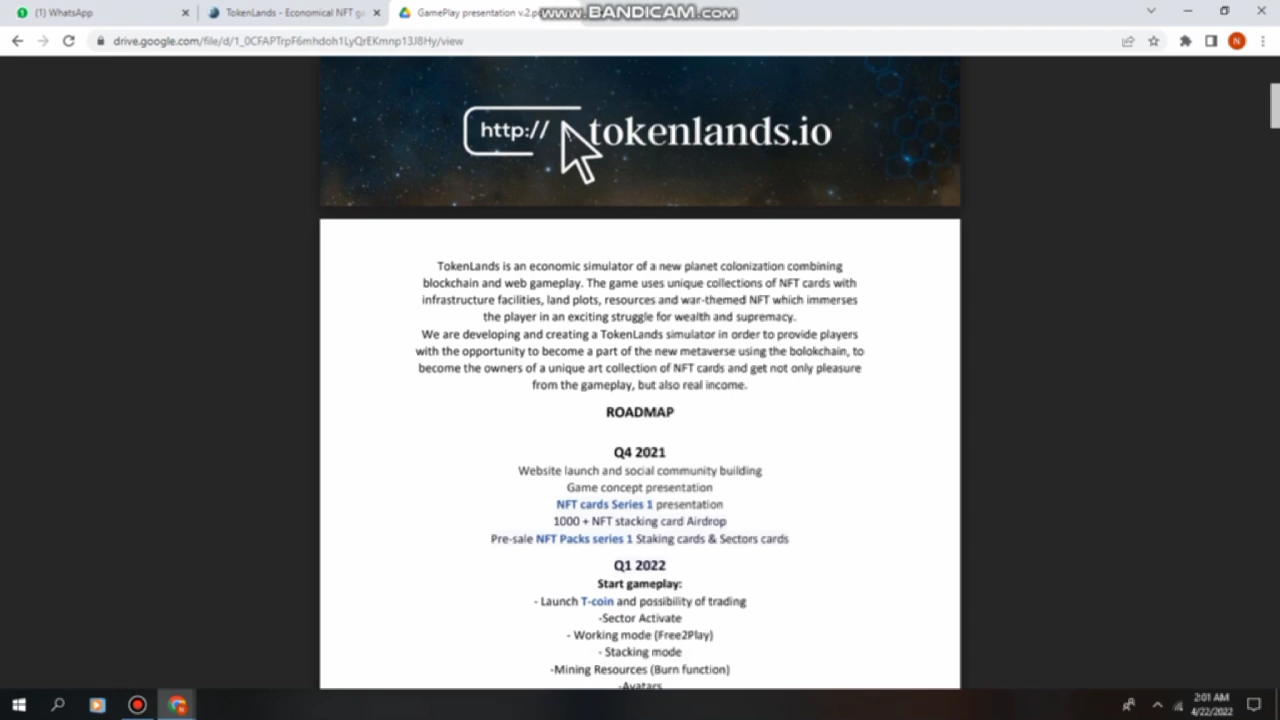 (1) WhatsApp
TokenLands - Economical NFT g
GamePlay presentation v.2.p
www.BANDICAM.com
drive.google.com/file/d/1_0CFAPTrpF6mhdoh1LyQrEKmnp13J8Hy/view
N
http://
tokenlands.io
TokenLands is an economic simulator of a new planet colonization combining
blockchain and web gameplay. The game uses unique collections of NFT cards with
infrastructure facilities, land plots, resources and war-themed NFT which immerses
the player in an exciting struggle for wealth and supremacy.
We are developing and creating a TokenLands simulator in order to provide players
with the opportunity to become a part of the new metaverse using the bolokchain, to
become the owners of a unique art collection of NFT cards and get not only pleasure
from the gameplay, but also real income.
ROADMAP
Q4 2021
Website launch and social community building
Game concept presentation
NFT cards Series 1 presentation
1000 + NFT stacking card Airdrop
Pre-sale NFT Packs series 1 Staking cards & Sectors cards
Q1 2022
Start gameplay:
- Launch T-coin and possibility of trading
-Sector Activate
- Working mode (Free2Play)
- Stacking mode
-Mining Resources (Burn function)
-Avatars
2:01 AM
4/22/2022